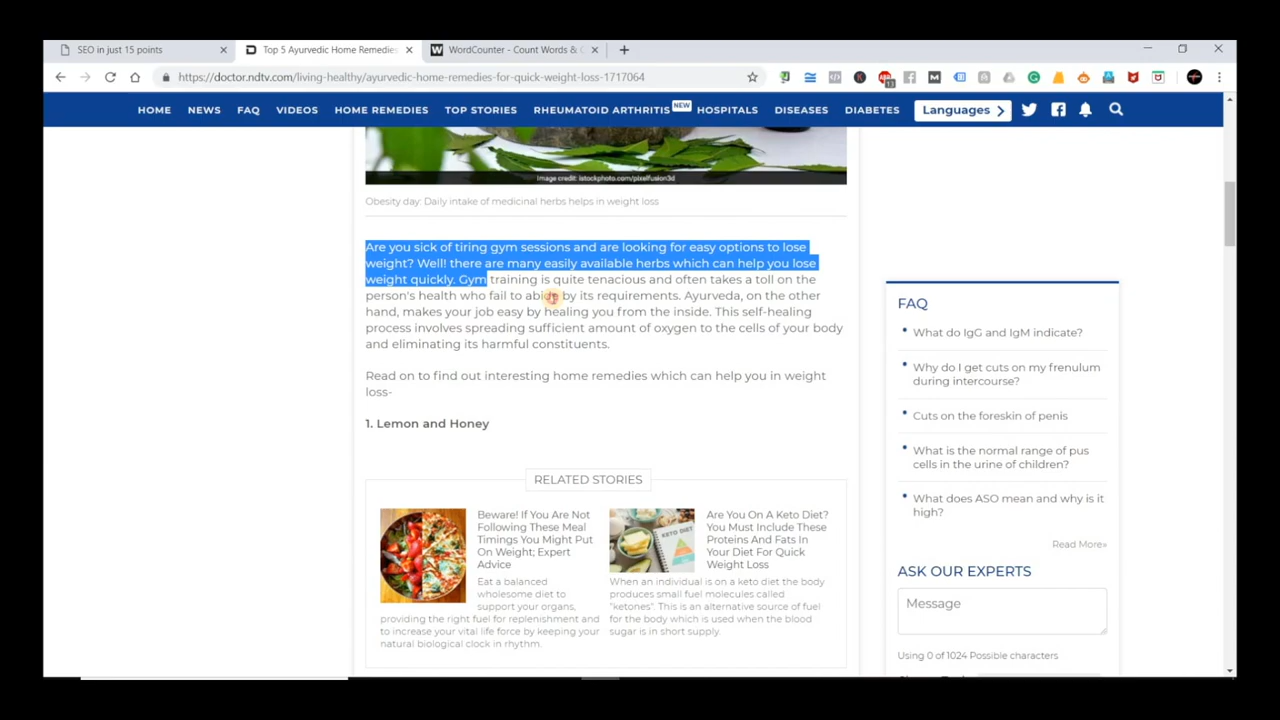 SEO in just 15 points
Top 5 Ayurvedic Home Remedies
WordCounter - Count Words &
https://doctor.ndtv.com/living-healthy/ayurvedic-home-remedies-for-quick-weight-loss-1717064
HOME NEWS FAQ VIDEOS HOME REMEDIES TOP STORIES RHEUMATOID ARTHRITIS NEW HOSPITALS DISEASES DIABETES Languages
Image credit: istockphoto.com/pixelfusion3d
Obesity day: Daily intake of medicinal herbs helps in weight loss
Are you sick of tiring gym sessions and are looking for easy options to lose
weight? Well! there are many easily available herbs which can help you lose
weight quickly. Gym training is quite tenacious and often takes a toll on the
person's health who fail to abide by its requirements. Ayurveda, on the other
hand, makes your job easy by healing you from the inside. This self-healing
process involves spreading sufficient amount of oxygen to the cells of your body
and eliminating its harmful constituents.
Read on to find out interesting home remedies which can help you in weight
loss-
1. Lemon and Honey
RELATED STORIES
Beware! If You Are Not
Following These Meal
Timings You Might Put
On Weight; Expert
Advice
Eat a balanced
wholesome diet to
support your organs,
providing the right fuel for replenishment and
to increase your vital life force by keeping your
natural biological clock in rhythm.
KETO DIET
Are You On A Keto Diet?
You Must Include These
Proteins And Fats In
Your Diet For Quick
Weight Loss
When an individual is on a keto diet the body
produces small fuel molecules called
"ketones". This is an alternative source of fuel
for the body which is used when the blood
sugar is in short supply.
FAQ
What do IgG and IgM indicate?
Why do I get cuts on my frenulum
during intercourse?
Cuts on the foreskin of penis
What is the normal range of pus
cells in the urine of children?
What does ASO mean and why is it
high?
Read More»
ASK OUR EXPERTS
Message
Using 0 of 1024 Possible characters